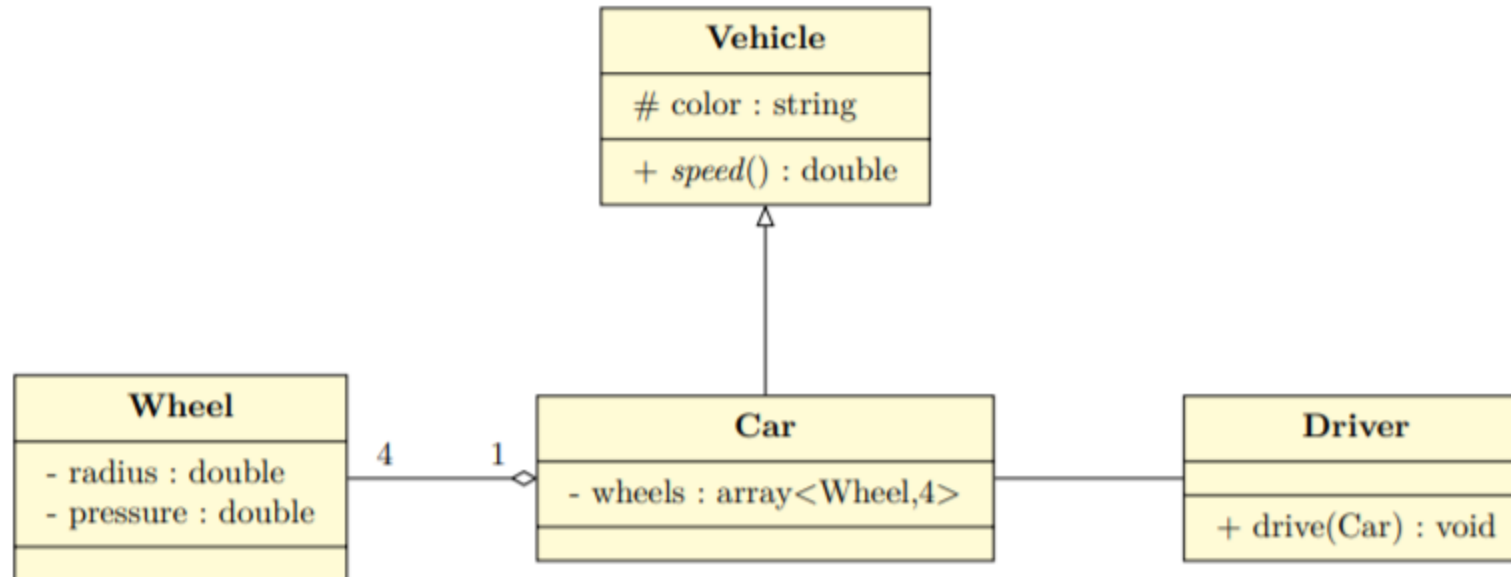 Vehicle
# color : string
+ speed() : double
Wheel
- radius : double
- pressure : double
4
1
Car
- wheels : array<Wheel,4>
Driver
+ drive(Car) : void